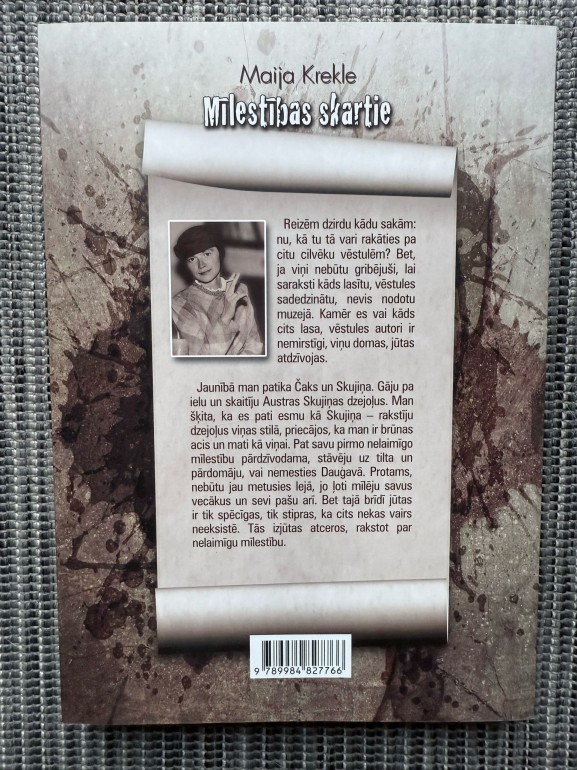 Maija Krekle
Mīlestības skartie
Reizēm dzirdu kādu sakām:
nu, kā tu tā vari rakāties pa
citu cilvēku vēstulēm? Bet,
ja viņi nebūtu gribējuši, lai
saraksti kāds lasītu, vēstules
sadedzinātu, nevis nodotu
muzejā. Kamēr es vai kāds
cits lasa, vēstules autori ir
nemirstīgi, viņu domas, jūtas
atdzīvojas.
Jaunībā man patika Čaks un Skujiņa. Gāju pa
ielu un skaitīju Austras Skujiņas dzejoļus. Man
šķita, ka es pati esmu kā Skujiņa – rakstīju
dzejoļus viņas stilā, priecājos, ka man ir brūnas
acis un mati kā viņai. Pat savu pirmo nelaimīgo
mīlestību pārdzīvodama, stāvēju uz tilta un
pārdomāju, vai nemesties Daugavā. Protams,
nebūtu jau metusies lejā, jo ļoti mīlēju savus
vecākus un sevi pašu arī. Bet tajā brīdī jūtas
ir tik spēcīgas, tik stipras, ka cits nekas vairs
neeksistē. Tās izjūtas atceros, rakstot par
nelaimīgu mīlestību.
9 789984 827766